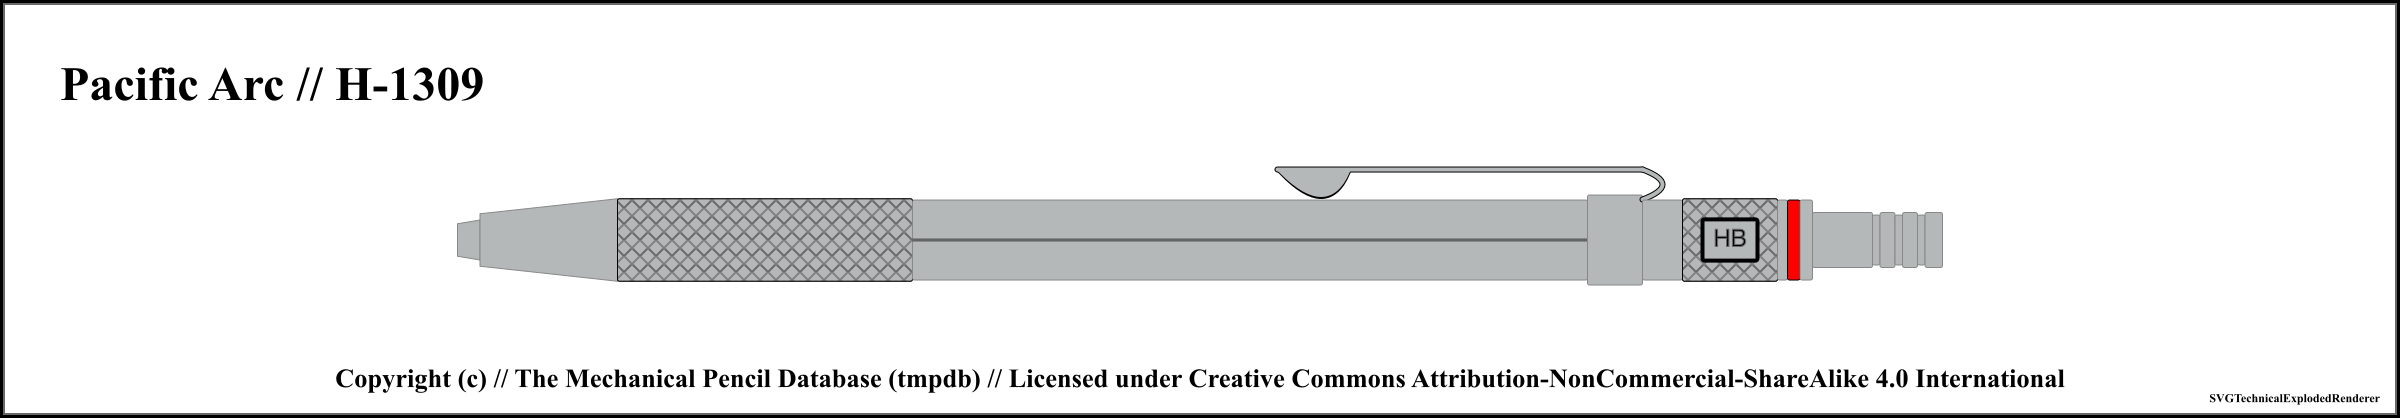 Pacific Arc // H-1309
HB
Copyright (c) // The Mechanical Pencil Database (tmpdb) // Licensed under Creative Commons Attribution-NonCommercial-ShareAlike 4.0 International
SVGTechnicalExplodedRenderer